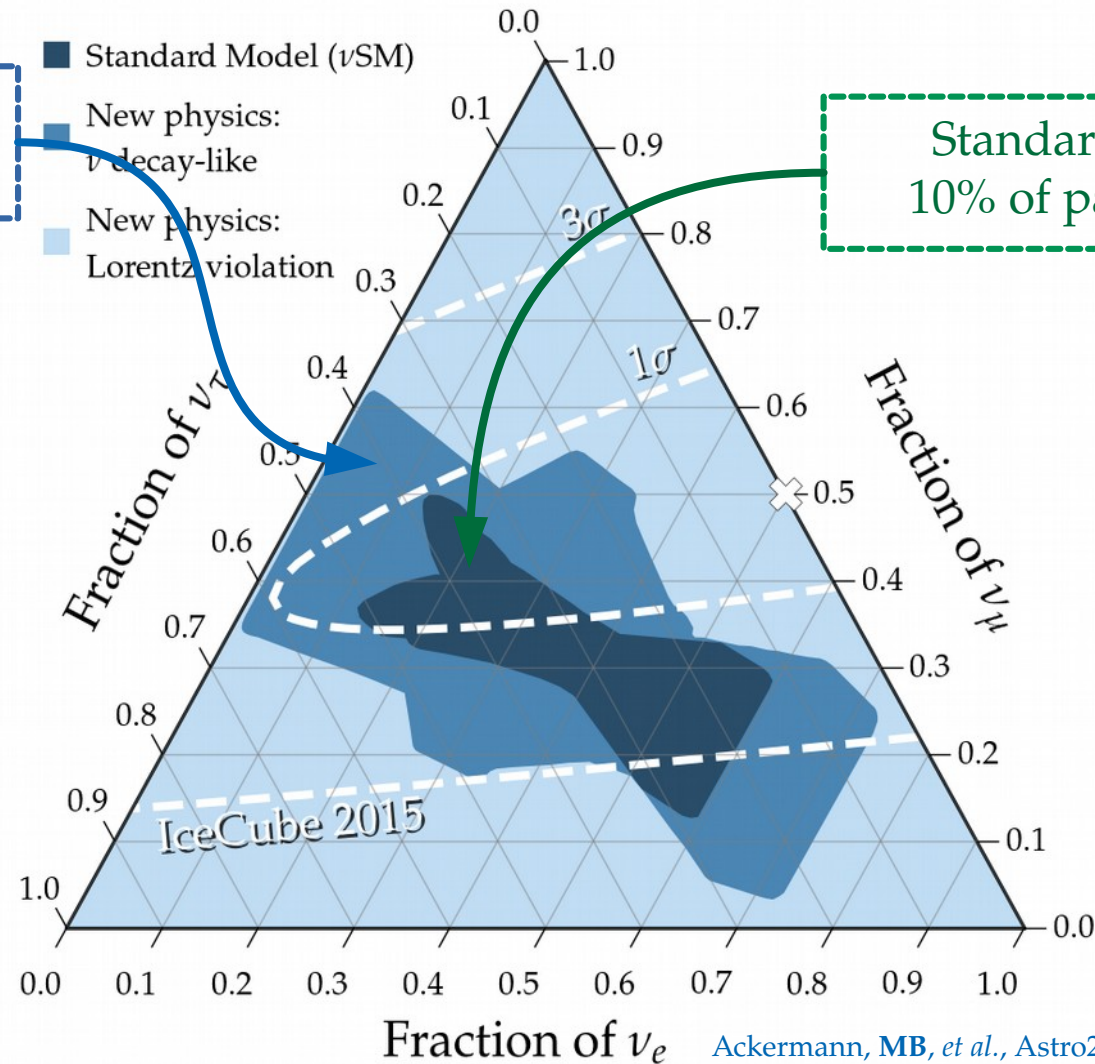 Standard Model (νSM)
New physics:
ν decay-like
New physics:
Lorentz violation
Standar
10% of pa
0.0
0.1
0.2
0.3
0.4
0.5
0.6
0.7
0.8
0.9
1.0
Fraction of ντ
1.0
0.9
0.8
0.7
0.6
0.5
0.4
0.3
0.2
0.1
0.0
Fraction of νμ
3σ
1σ
IceCube 2015
0.0 0.1 0.2 0.3 0.4 0.5 0.6 0.7 0.8 0.9 1.0
Fraction of νe
Ackermann, MB, et al., Astro2